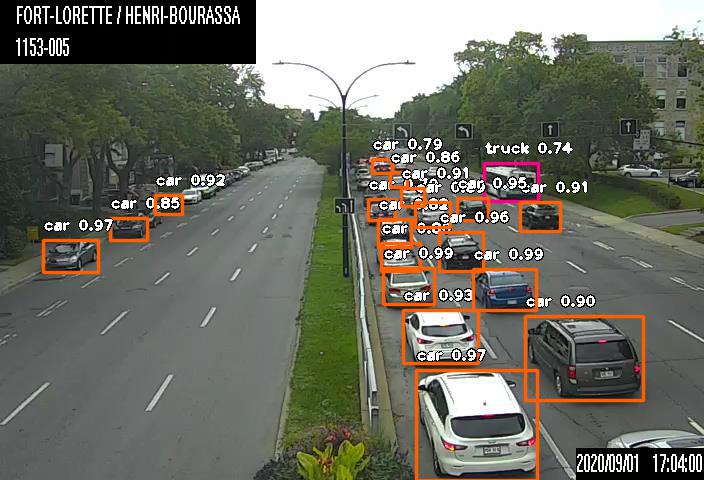 FORT-LORETTE / HENRI-BOURASSA
1153-005
car 0.79
car 0.86
truck 0.74
car 0.91
car 0.92
car 0.95
car 0.91
car 0.85
car 0.96
car 0.97
car 0.99
car 0.99
car 0.93
car 0.90
car 0.97
2020/09/01 17:04:00